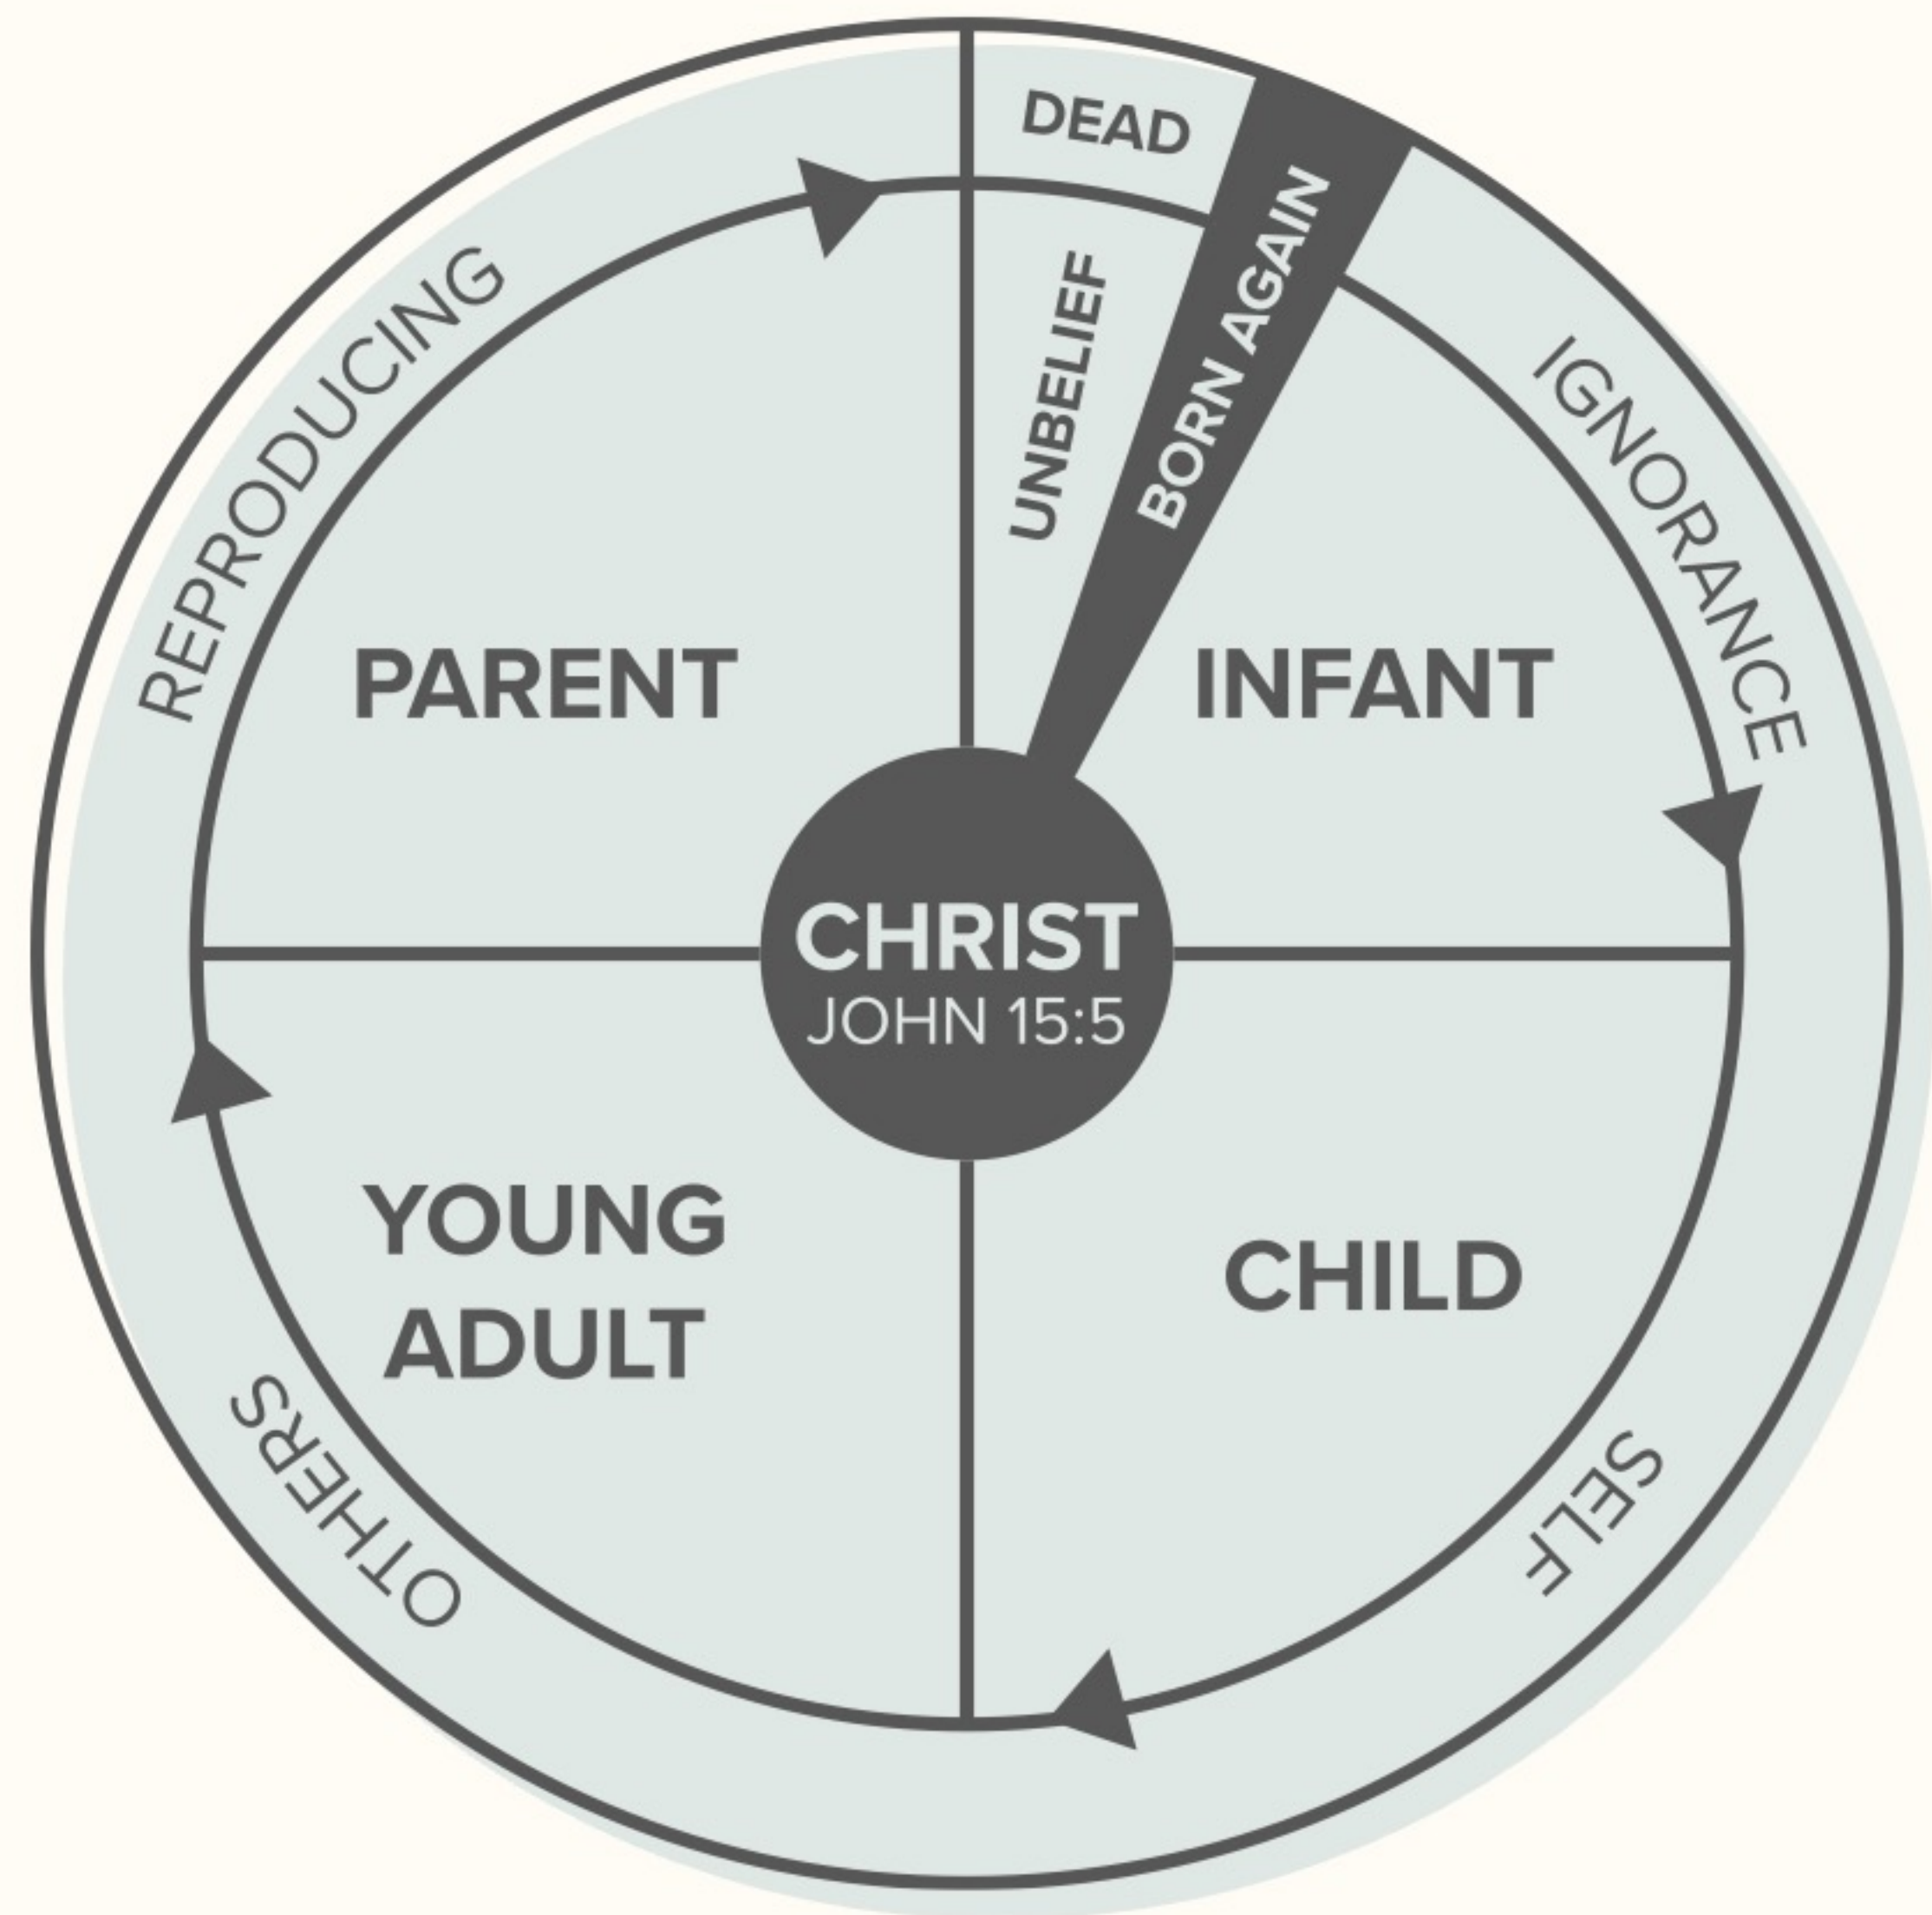 DEAD
UNBELIEF
BORN AGAIN
IGNORANCE
INFANT
CHILD
SELF
YOUNG
ADULT
OTHERS
PARENT
REPRODUCING
CHRIST
JOHN 15:5